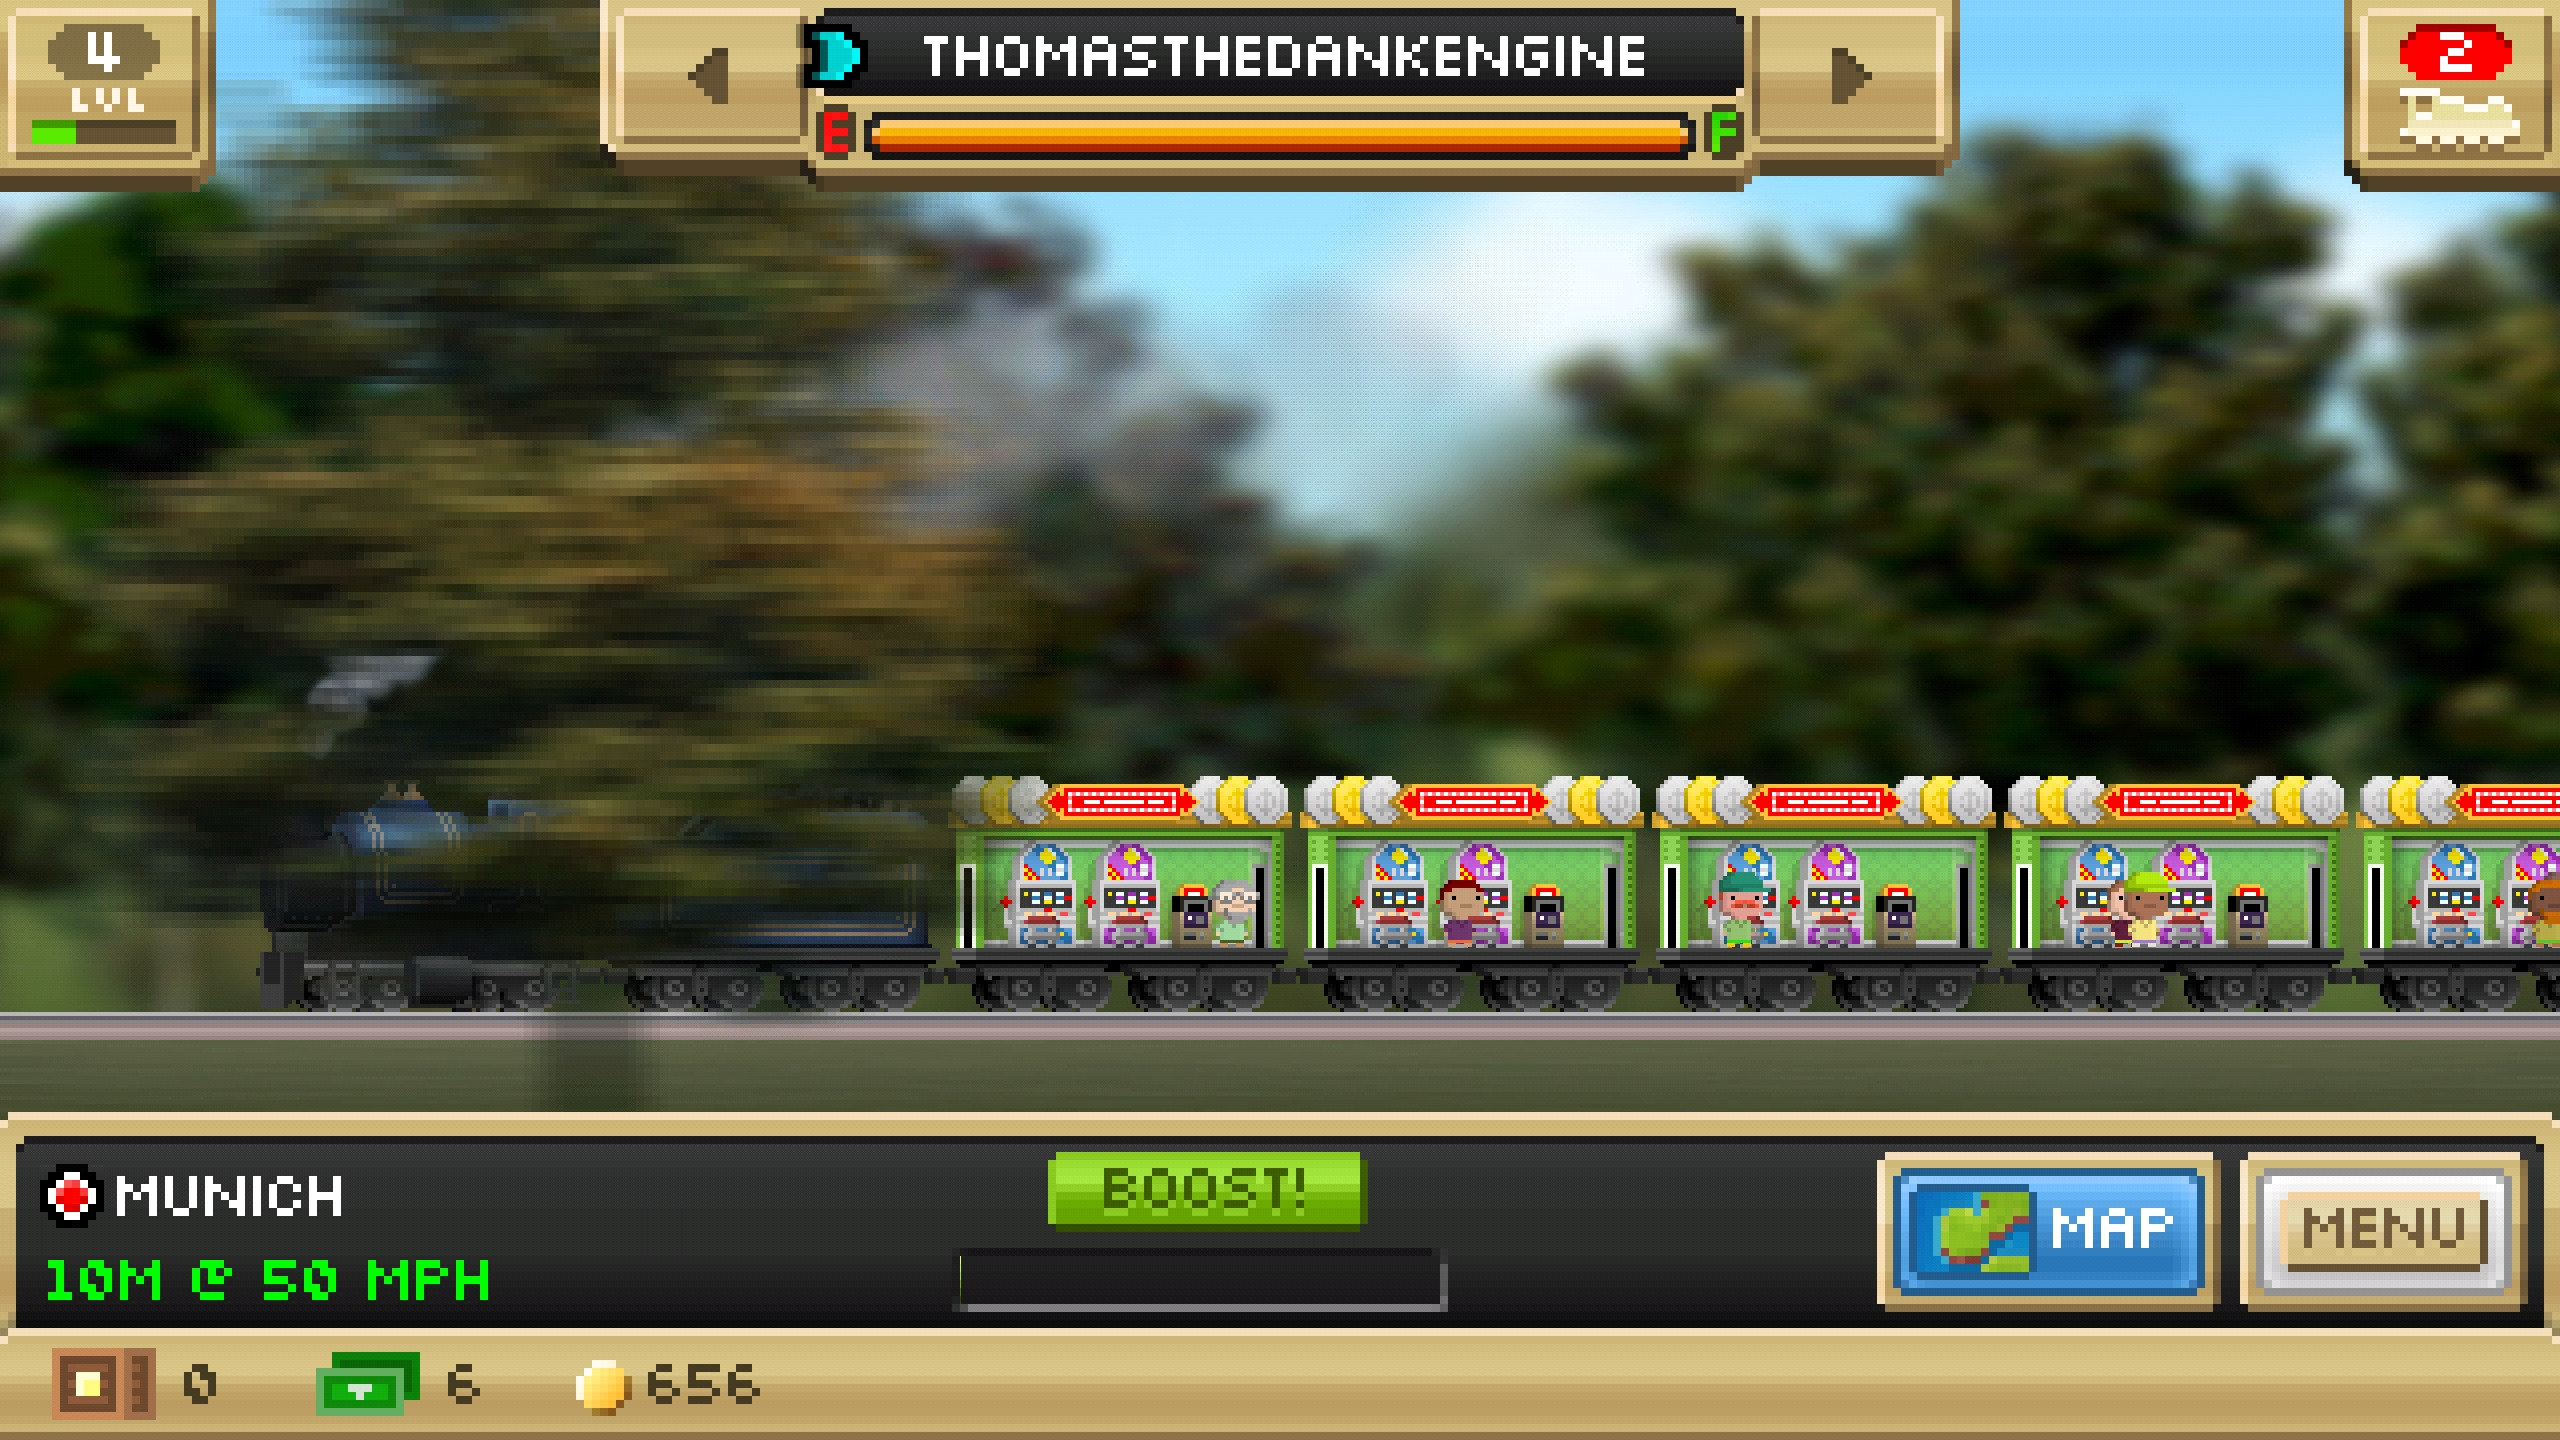 4
LVL
THOMASTHEDANKENGINE
E F
2
MUNICH
10M @ 50 MPH
BOOST!
MAP
MENU
0
6
656